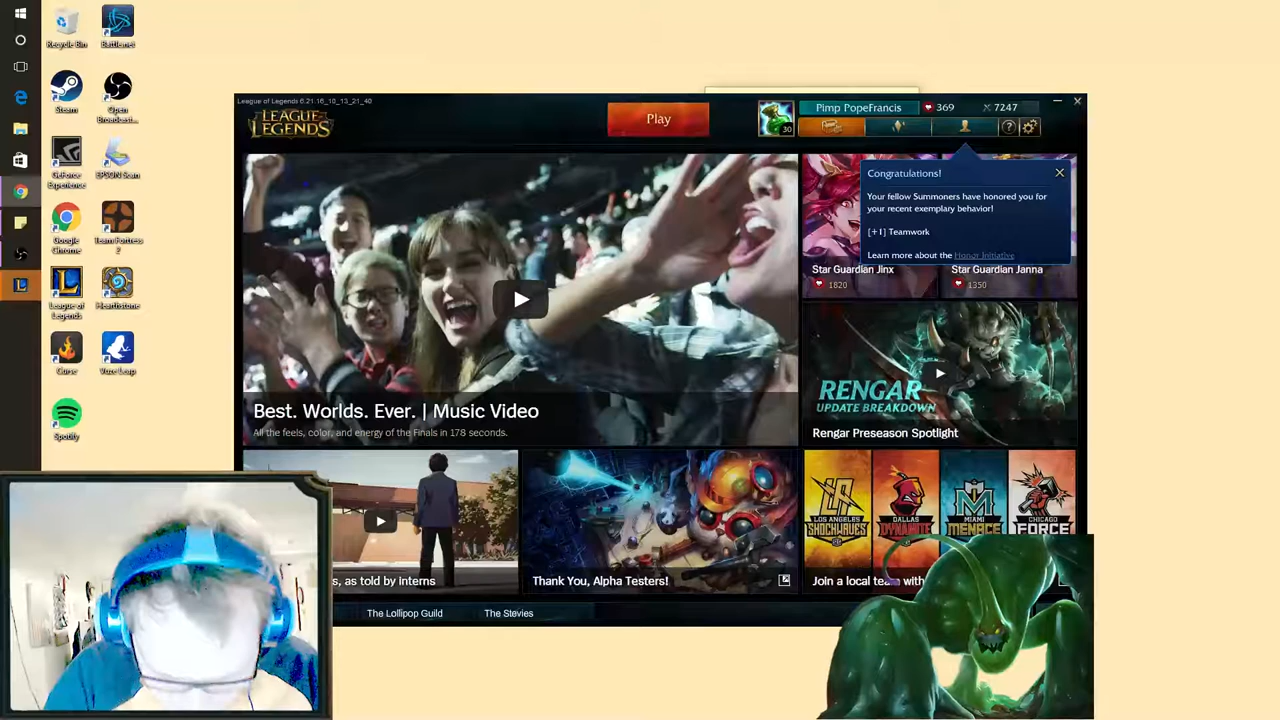 Recycle Bin
Battle.net
Steam
Open
Broadcast...
GeForce
Experience
EPSON Scan
Google
Chrome
Team Fortress
2
League of
Legends
Hearthstone
Curse
Spotify
League of Legends 6.21.16_10_13_21_40
LEAGUE
LEGENDS
Play
30
Pimp PopeFrancis
369
7247
?
Congratulations!
Your fellow Summoners have honored you for
your recent exemplary behavior!
[+1] Teamwork
Learn more about the Honor Initiative
Star Guardian Jinx
1820
Star Guardian Janna
1350
Best. Worlds. Ever. | Music Video
All the feels, color, and energy of the Finals in 178 seconds.
RENGAR
UPDATE BREAKDOWN
Rengar Preseason Spotlight
s, as told by Interns
Thank You, Alpha Testers!
LOS ANGELES
SHOCKWAVES
DALLAS
DYNAMITE
MIAMI
MENACE
CHICAGO
FORCE
Join a local team with
The Lollipop Guild
The Stevies